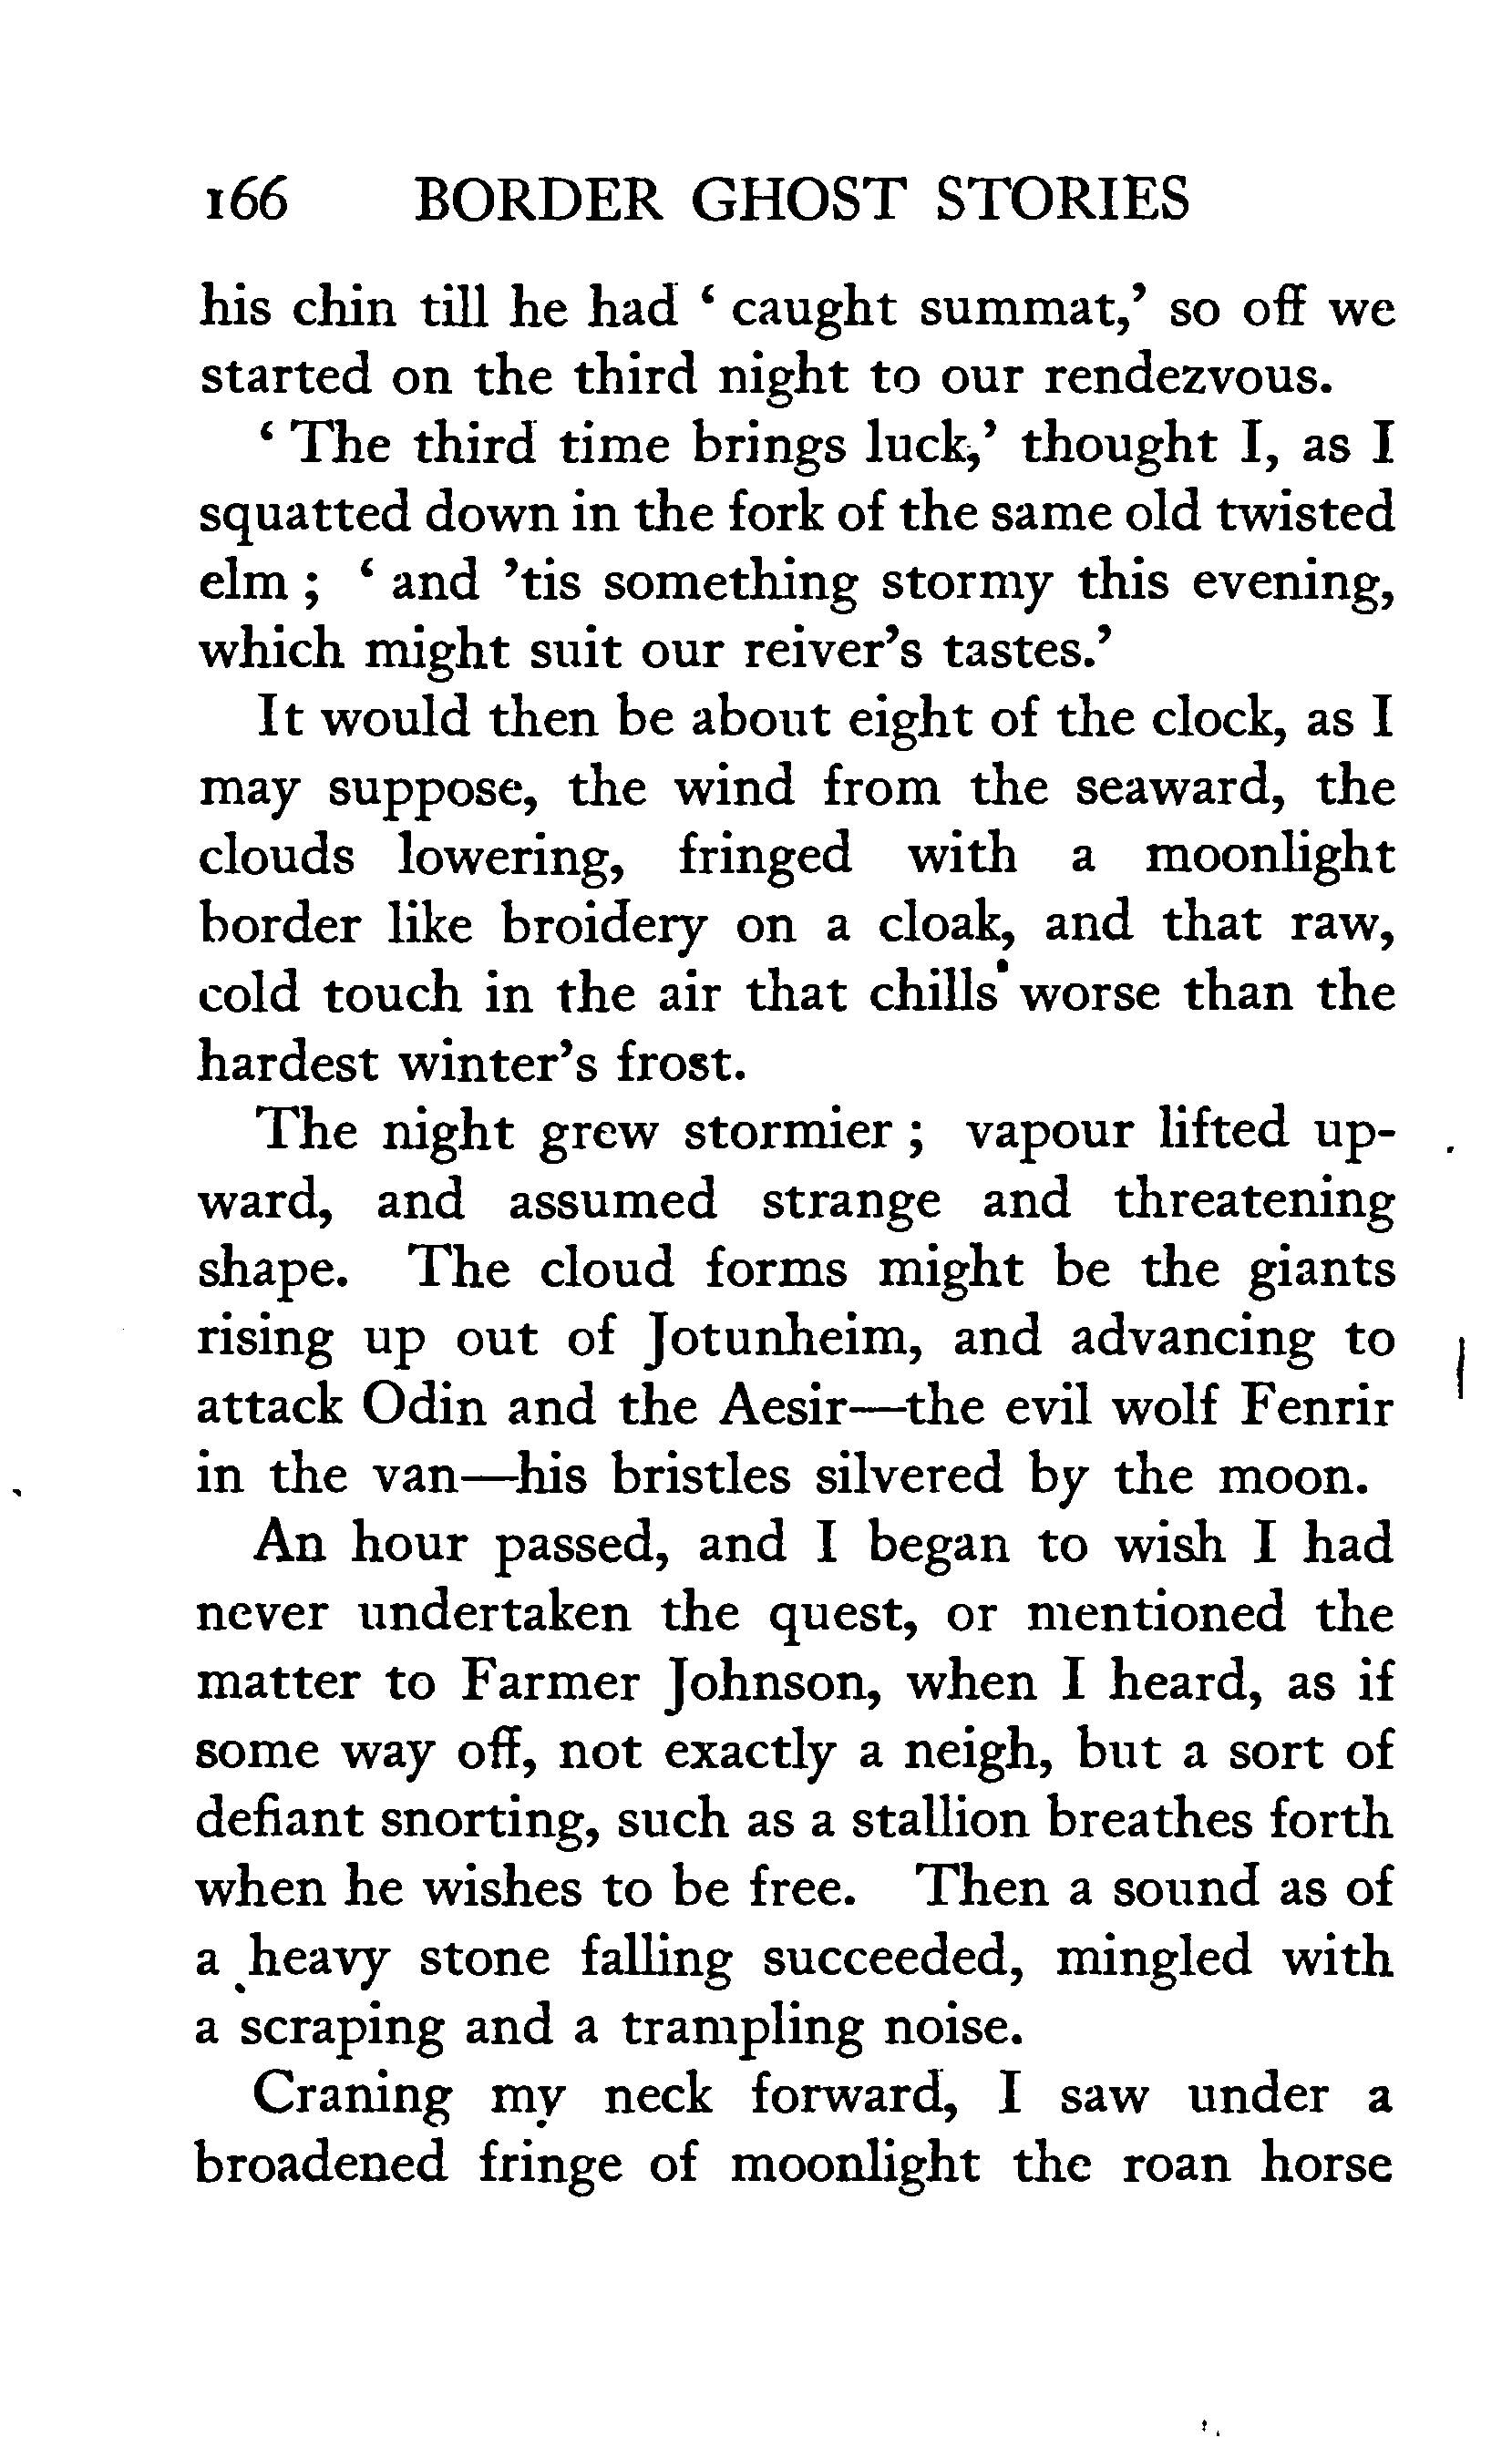 166 BORDER GHOST STORIES
his chin till he had ‘ caught summat,’ so off we
started on the third night to our rendezvous.
‘ The third time brings luck,’ thought I, as I
squatted down in the fork of the same old twisted
elm ; ‘ and ’tis something stormy this evening,
which might suit our reiver’s tastes.’
It would then be about eight of the clock, as I
may suppose, the wind from the seaward, the
clouds lowering, fringed with a moonlight
border like broidery on a cloak, and that raw,
cold touch in the air that chills worse than the
hardest winter’s frost.
The night grew stormier ; vapour lifted up-
ward, and assumed strange and threatening
shape. The cloud forms might be the giants
rising up out of Jotunheim, and advancing to
attack Odin and the Aesir—the evil wolf Fenrir
in the van—his bristles silvered by the moon.
An hour passed, and I began to wish I had
never undertaken the quest, or mentioned the
matter to Farmer Johnson, when I heard, as if
some way off, not exactly a neigh, but a sort of
defiant snorting, such as a stallion breathes forth
when he wishes to be free. Then a sound as of
a heavy stone falling succeeded, mingled with
a scraping and a trampling noise.
Craning my neck forward, I saw under a
broadened fringe of moonlight the roan horse